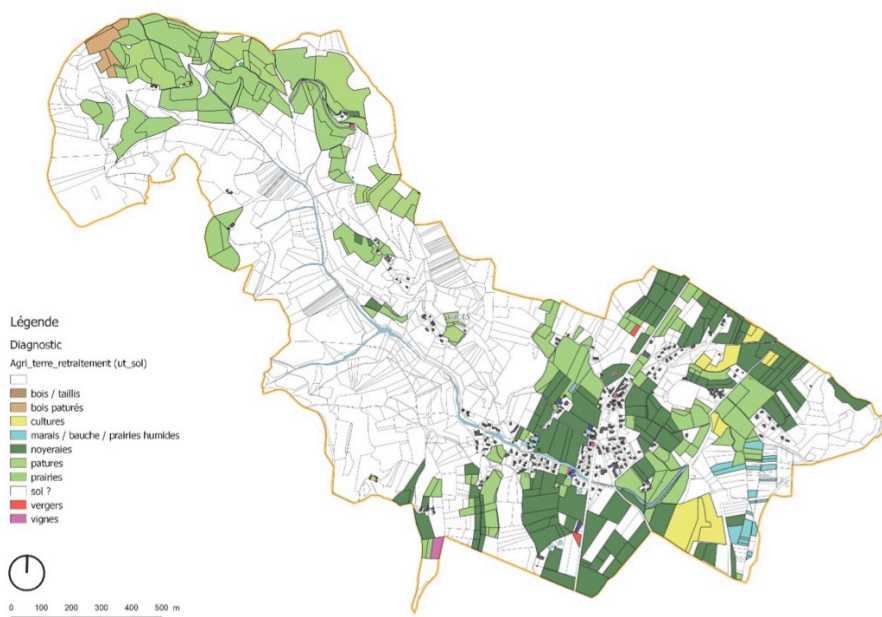 Légende
Diagnostic
Agri_terre_retraitement (ut_sol)
bois / taillis
bois paturés
cultures
marais / bauche / prairies humides
noyeraies
patures
prairies
sol ?
vergers
vignes
0 100 200 300 400 500 m